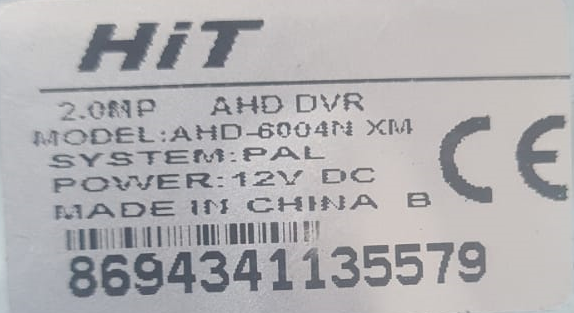 HiT
2.0MP AHD DVR
MODEL:AHD-6004N XM
SYSTEM:PAL
POWER:12V DC
MADE IN CHINA B
CE
8694341135579